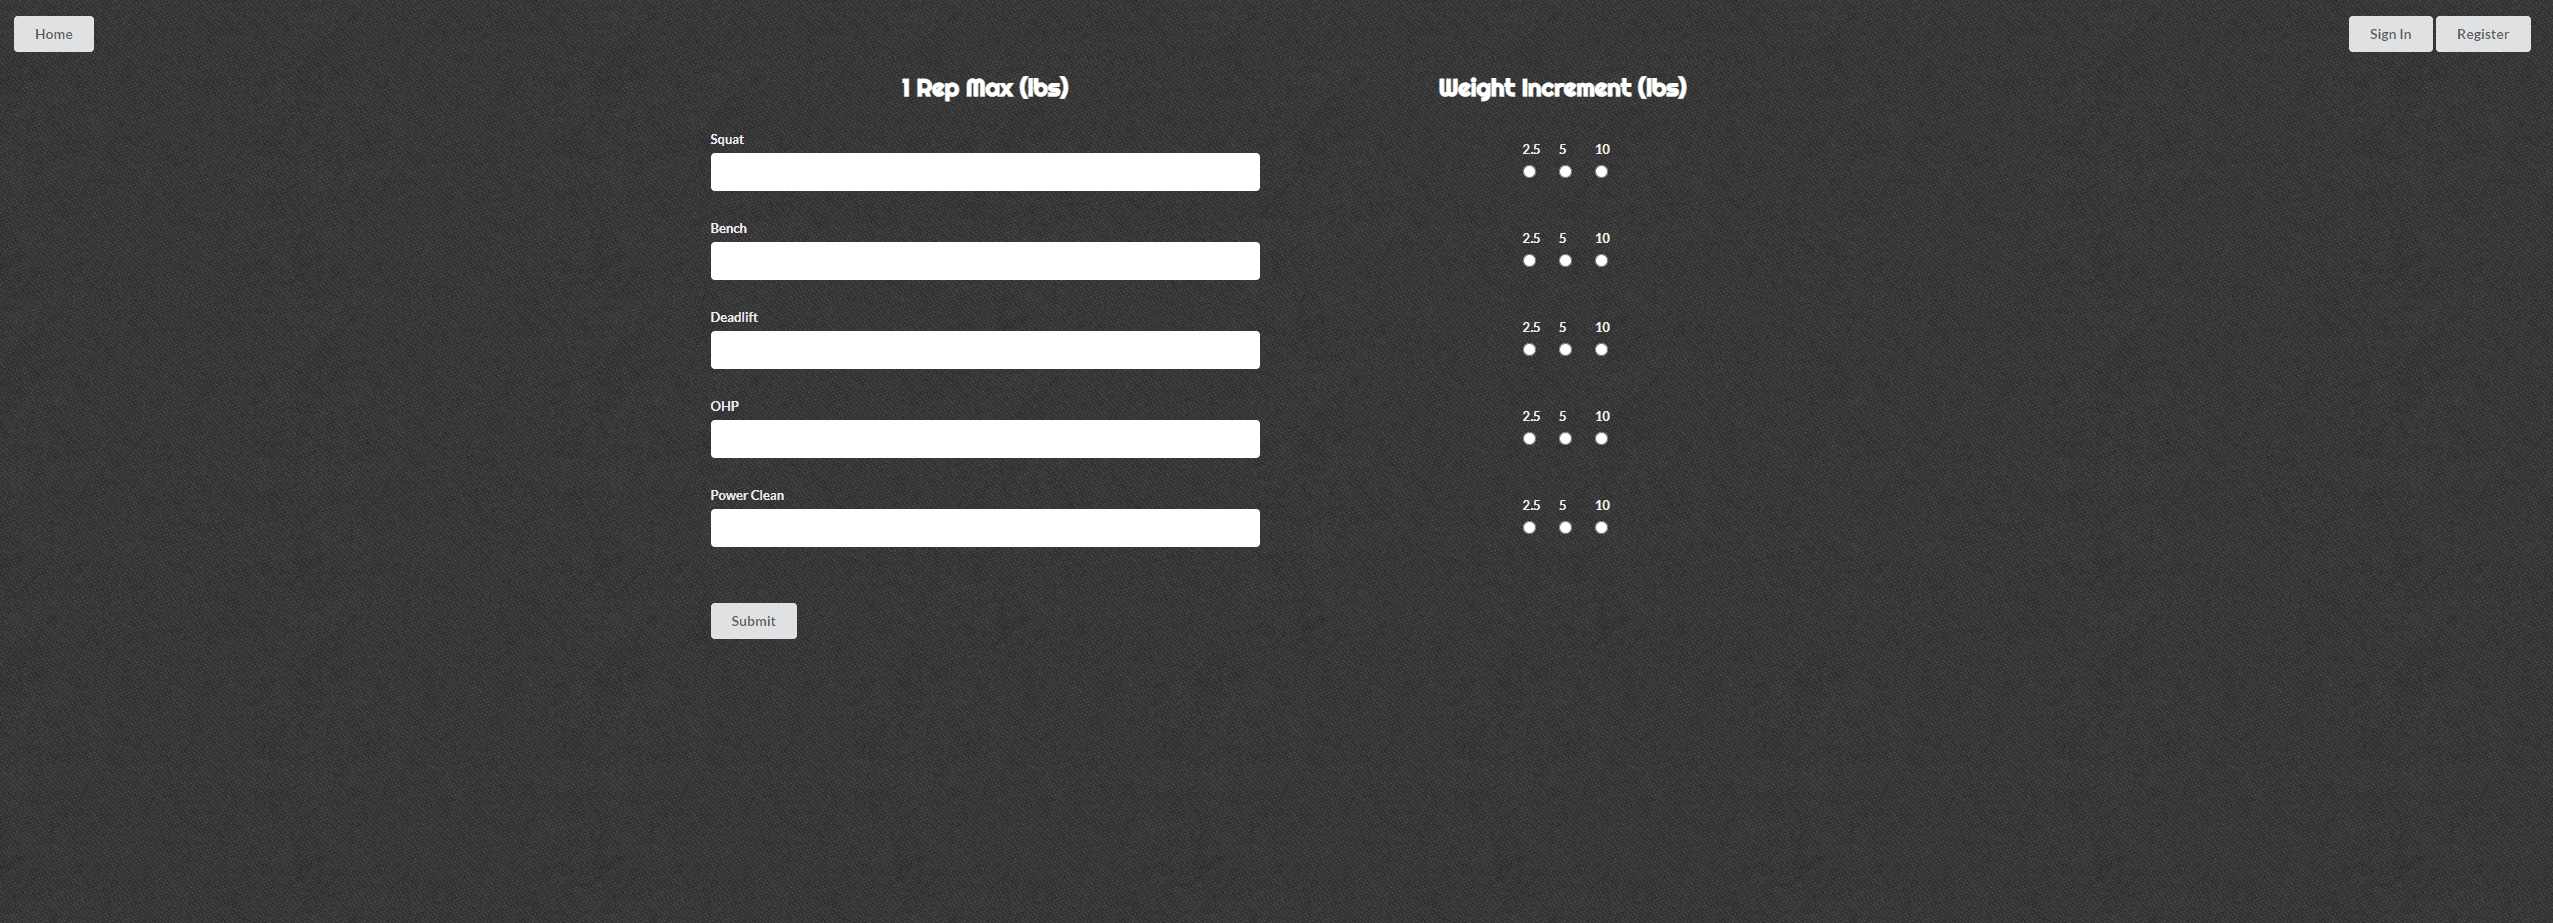 Home
Sign In
Register
1 Rep Max (lbs)
Weight Increment (lbs)
Squat
2.5 5 10
Bench
2.5 5 10
Deadlift
2.5 5 10
OHP
2.5 5 10
Power Clean
2.5 5 10
Submit